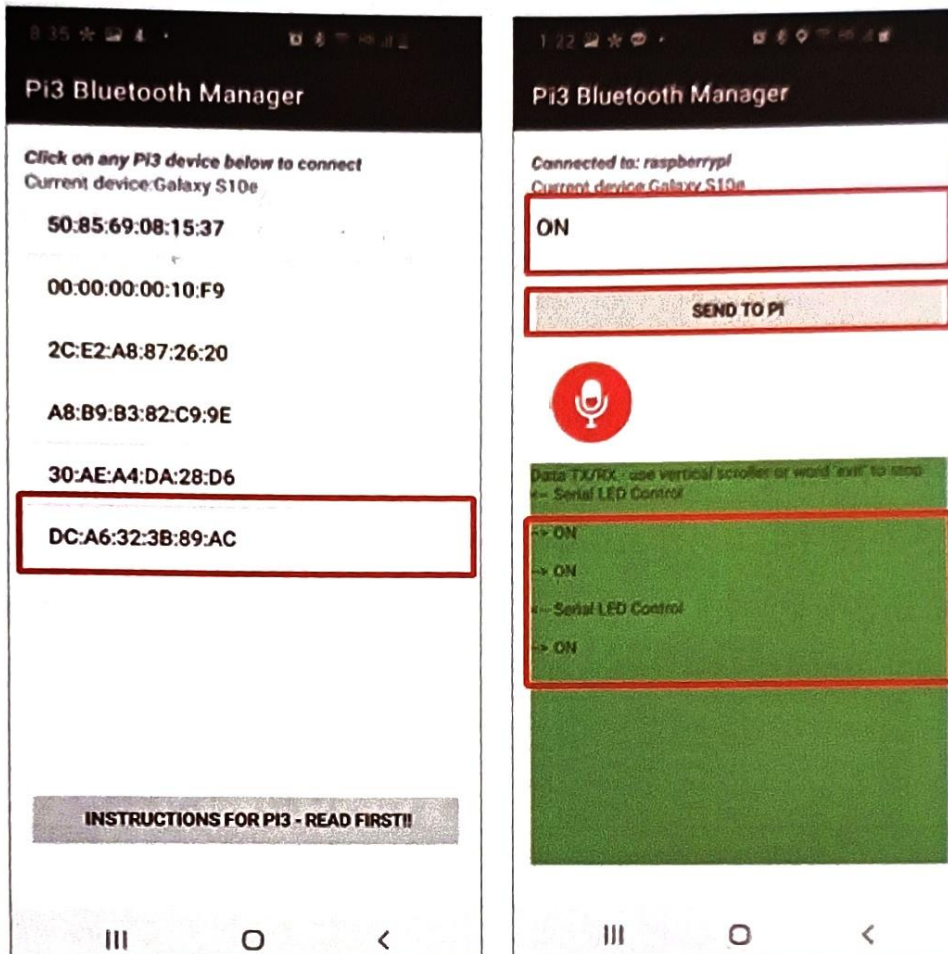 8:35
Pi3 Bluetooth Manager
Click on any Pi3 device below to connect
Current device:Galaxy S10e
50:85:69:08:15:37
00:00:00:00:10:F9
2C:E2:A8:87:26:20
A8:B9:B3:82:C9:9E
30:AE:A4:DA:28:D6
DC:A6:32:3B:89:AC
INSTRUCTIONS FOR PI3 - READ FIRST!!
1:22
Pi3 Bluetooth Manager
Connected to: raspberrypi
Current device:Galaxy S10e
ON
SEND TO PI
Data TX/RX - use vertical scroller or word 'exit' to stop
<-- Serial LED Control
--> ON
--> ON
<-- Serial LED Control
--> ON